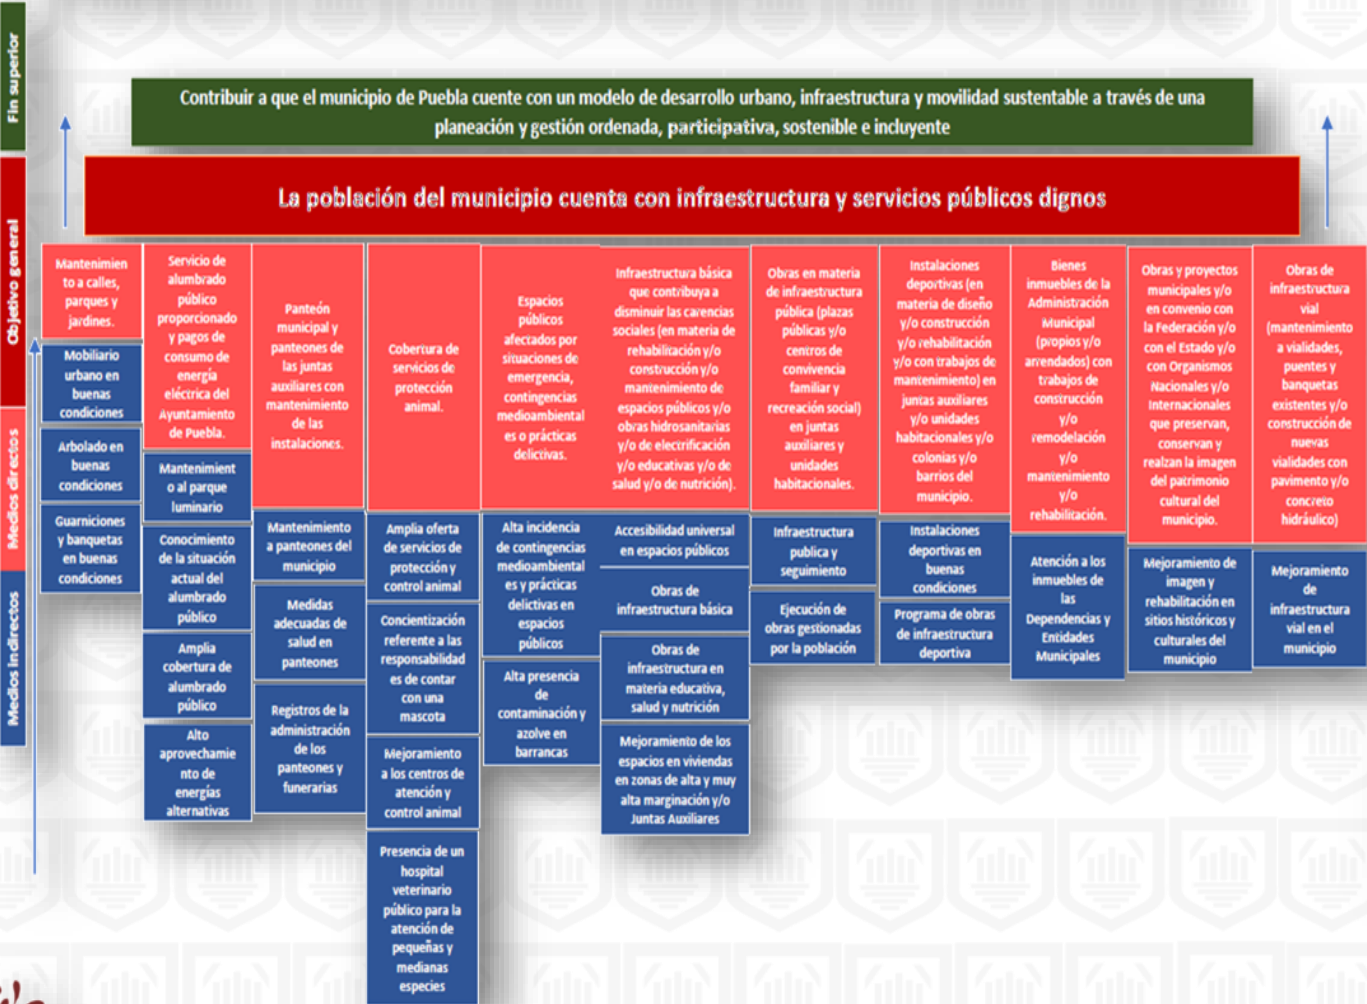 Fin superior
Contribuir a que el municipio de Puebla cuente con un modelo de desarrollo urbano, infraestructura y movilidad sustentable a través de una
planeación y gestión ordenada, participativa, sostenible e incluyente
Objetivo general
La población del municipio cuenta con infraestructura y servicios públicos dignos
Medios directos
Medios indirectos
Mantenimien
to a calles,
parques y
jardines.
Mobiliario
urbano en
buenas
condiciones
Arbolado en
buenas
condiciones
Guarniciones
y banquetas
en buenas
condiciones
Servicio de
alumbrado
público
proporcionado
y pagos de
consumo de
energía
eléctrica del
Ayuntamiento
de Puebla.
Mantenimient
o al parque
luminario
Conocimiento
de la situación
actual del
alumbrado
público
Amplia
cobertura de
alumbrado
público
Alto
aprovechamie
nto de
energías
alternativas
Panteón
municipal y
panteones de
las juntas
auxiliares con
mantenimiento
de las
instalaciones.
Mantenimiento
a panteones del
municipio
Medidas
adecuadas de
salud en
panteones
Registros de la
administración
de los
panteones y
funerarias
Cobertura de
servicios de
protección
animal.
Amplia oferta
de servicios de
protección y
control animal
Concientización
referente a las
responsabilidad
es de contar
con una
mascota
Mejoramiento
a los centros de
atención y
control animal
Presencia de un
hospital
veterinario
público para la
atención de
pequeñas y
medianas
especies
Espacios
públicos
afectados por
situaciones de
emergencia,
contingencias
medioambiental
es o prácticas
delictivas.
Alta incidencia
de contingencias
medioambiental
es y prácticas
delictivas en
espacios
públicos
Alta presencia
de
contaminación y
azolve en
barrancas
Infraestructura básica
que contribuya a
disminuir las carencias
sociales (en materia de
rehabilitación y/o
construcción y/o
mantenimiento de
espacios públicos y/o
obras hidrosanitarias
y/o de electrificación
y/o educativas y/o de
salud y/o de nutrición).
Accesibilidad universal
en espacios públicos
Obras de
infraestructura básica
Obras de
infraestructura en
materia educativa,
salud y nutrición
Mejoramiento de los
espacios en viviendas
en zonas de alta y muy
alta marginación y/o
Juntas Auxiliares
Obras en materia
de infraestructura
pública (plazas
públicas y/o
centros de
convivencia
familiar y
recreación social)
en juntas
auxiliares y
unidades
habitacionales.
Infraestructura
publica y
seguimiento
Ejecución de
obras gestionadas
por la población
Instalaciones
deportivas (en
materia de diseño
y/o construcción
y/o rehabilitación
y/o con trabajos de
mantenimiento) en
juntas auxiliares
y/o unidades
habitacionales y/o
colonias y/o
barrios del
municipio.
Instalaciones
deportivas en
buenas
condiciones
Programa de obras
de infraestructura
deportiva
Bienes
inmuebles de la
Administración
Municipal
(propios y/o
arrendados) con
trabajos de
construcción
y/o
remodelación
y/o
mantenimiento
y/o
rehabilitación.
Atención a los
inmuebles de
las
Dependencias y
Entidades
Municipales
Obras y proyectos
municipales y/o
en convenio con
la Federación y/o
con el Estado y/o
con Organismos
Nacionales y/o
Internacionales
que preservan,
conservan y
realzan la imagen
del patrimonio
cultural del
municipio.
Mejoramiento de
imagen y
rehabilitación en
sitios históricos y
culturales del
municipio
Obras de
infraestructura
vial
(mantenimiento
a vialidades,
puentes y
banquetas
existentes y/o
construcción de
nuevas
vialidades con
pavimento y/o
concreto
hidráulico)
Mejoramiento
de
infraestructura
vial en el
municipio